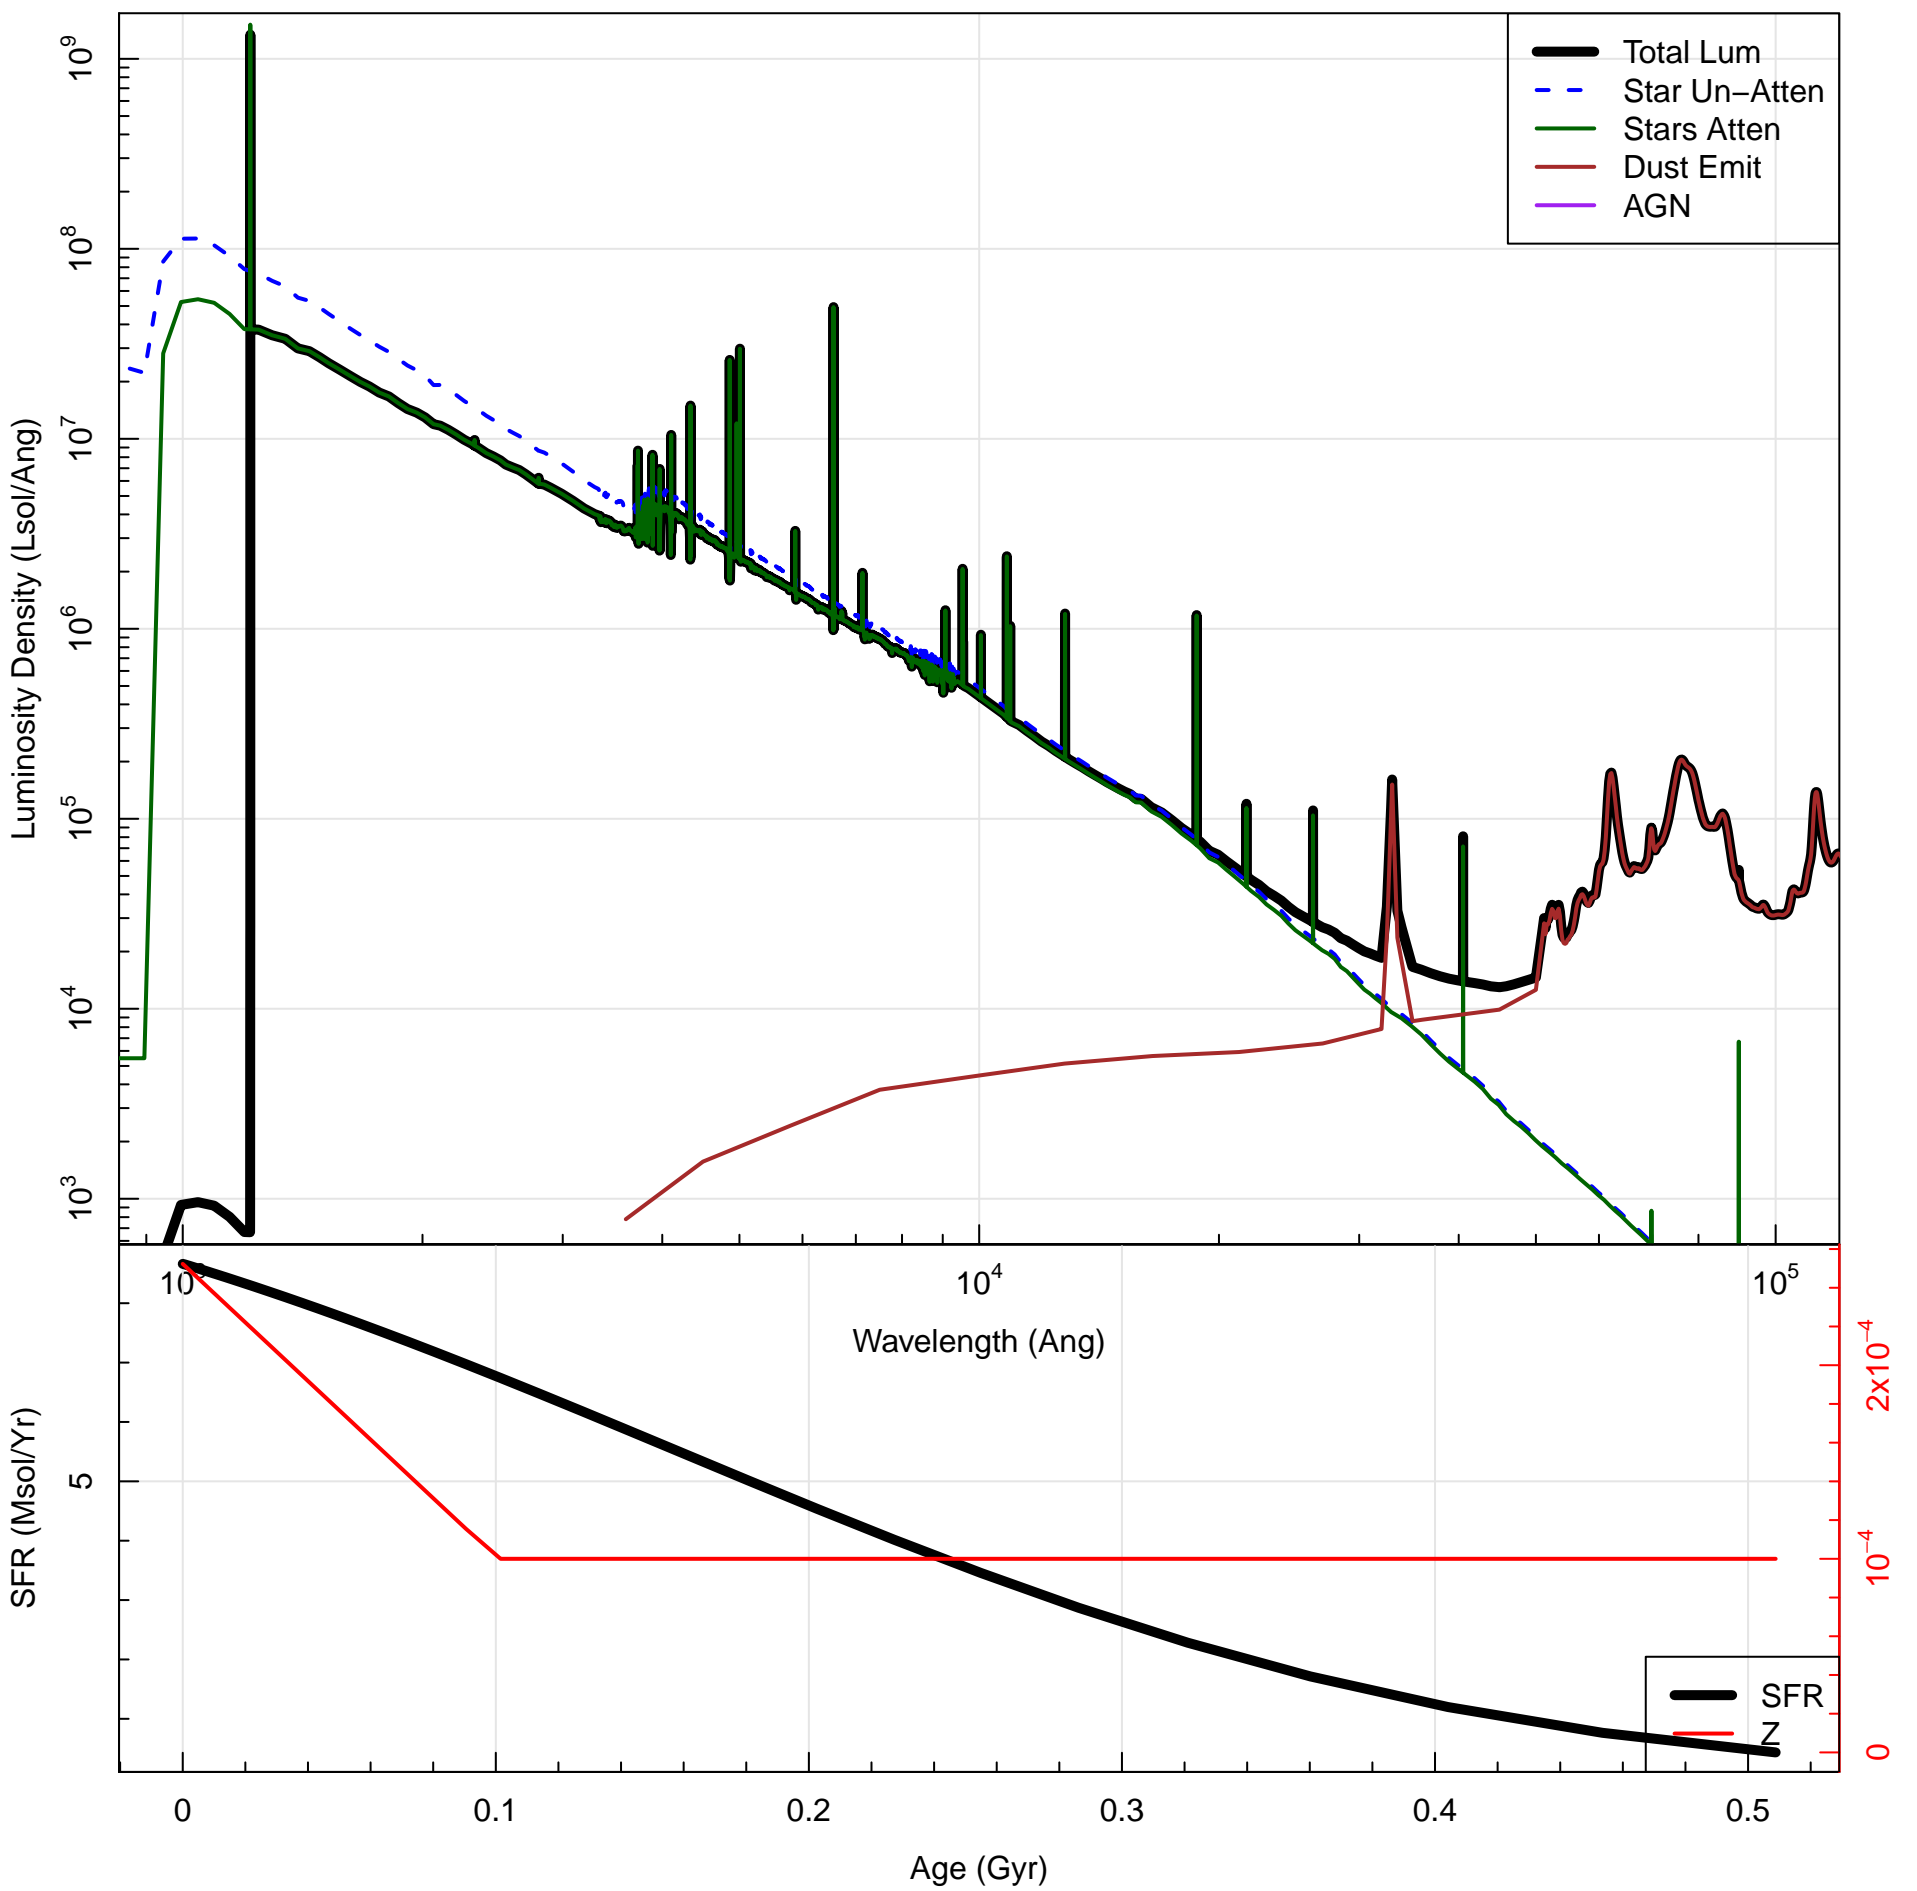 Total Lum
Star Un−Atten
Stars Atten
Dust Emit
AGN
Luminosity Density (Lsol/Ang)
10^9
10^8
10^7
10^6
10^5
10^4
10^3
10^4
10^5
Wavelength (Ang)
SFR (Msol/Yr)
5
2x10^−4
10^−4
0
SFR
Z
0
0.1
0.2
0.3
0.4
0.5
Age (Gyr)